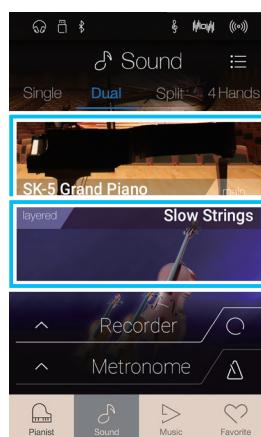 Sound
Single Dual Split 4 Hands
SK-5 Grand Piano main
layered Slow Strings
Recorder
Metronome
Pianist Sound Music Favorite